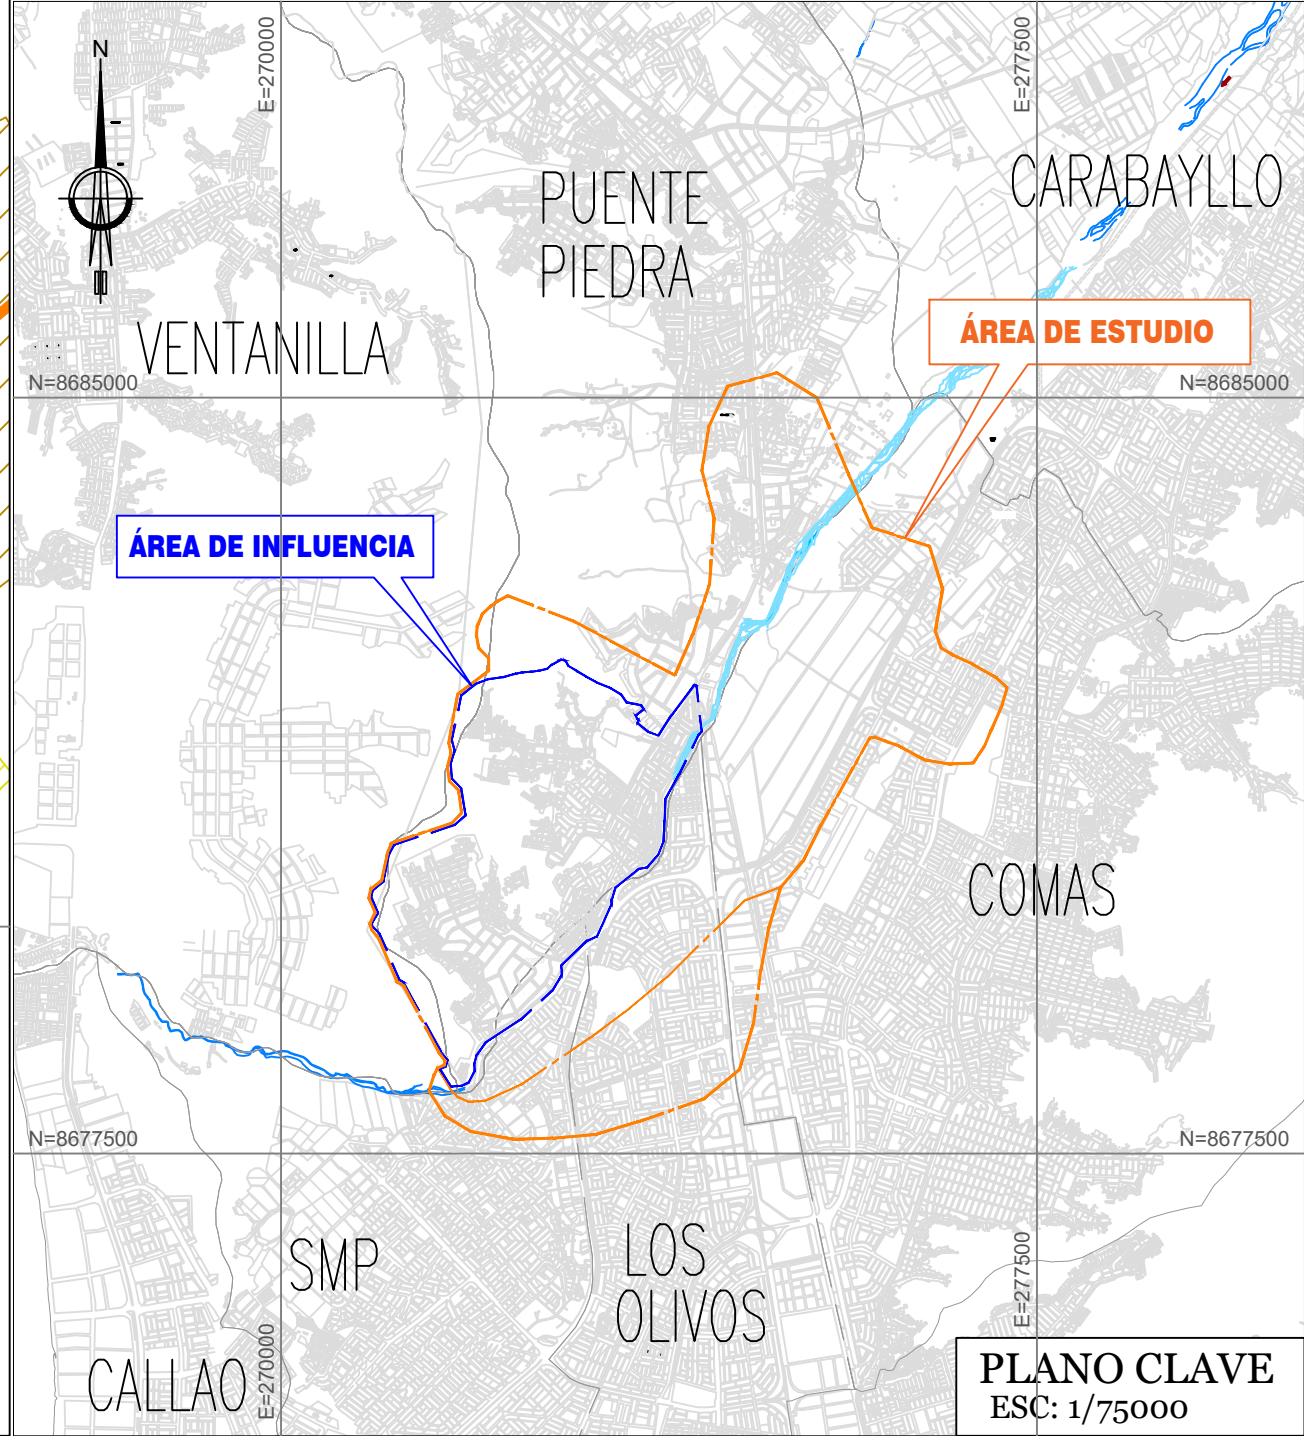 N
E=270000
E=277500
PUENTE
PIEDRA
CARABAYLLO
VENTANILLA
ÁREA DE ESTUDIO
N=8685000
N=8685000
ÁREA DE INFLUENCIA
COMAS
N=8677500
N=8677500
SMP
LOS
OLIVOS
CALLAO
E=270000
E=277500
PLANO CLAVE
ESC: 1/75000